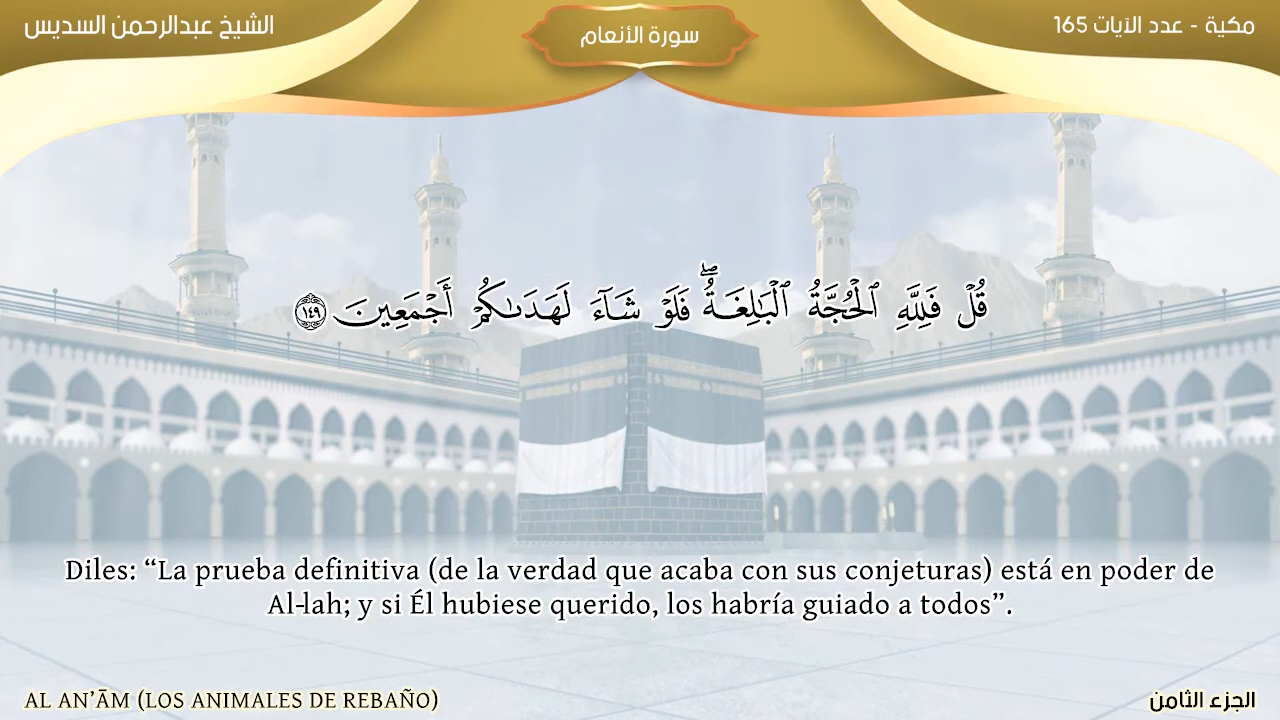 الشيخ عبدالرحمن السديس
سورة الأنعام
مكية - عدد الآيات 165
قُلْ فَلِلَّهِ ٱلْحُجَّةُ ٱلْبَٰلِغَةُ ۖ فَلَوْ شَآءَ لَهَدَىٰكُمْ أَجْمَعِينَ ١٤٩
Diles: “La prueba definitiva (de la verdad que acaba con sus conjeturas) está en poder de
Al-lah; y si Él hubiese querido, los habría guiado a todos”.
AL AN’ĀM (LOS ANIMALES DE REBAÑO)
الجزء الثامن